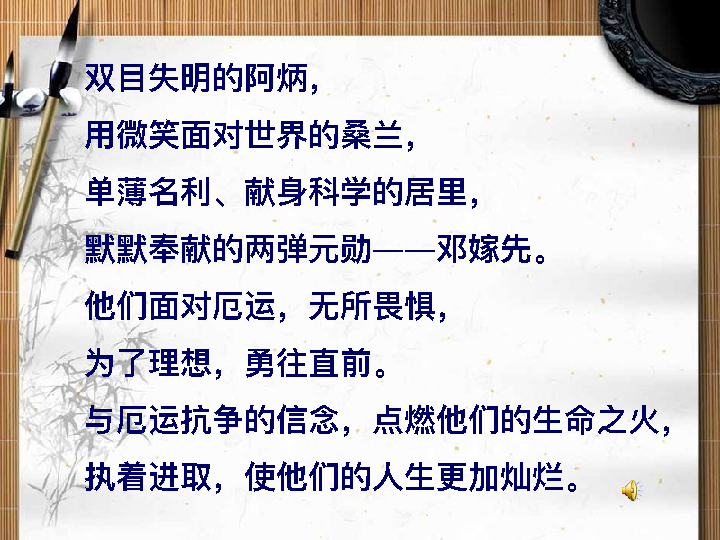 双目失明的阿炳，
用微笑面对世界的桑兰，
单薄名利、献身科学的居里，
默默奉献的两弹元勋——邓嫁先。
他们面对厄运，无所畏惧，
为了理想，勇往直前。
与厄运抗争的信念，点燃他们的生命之火，
执着进取，使他们的人生更加灿烂。